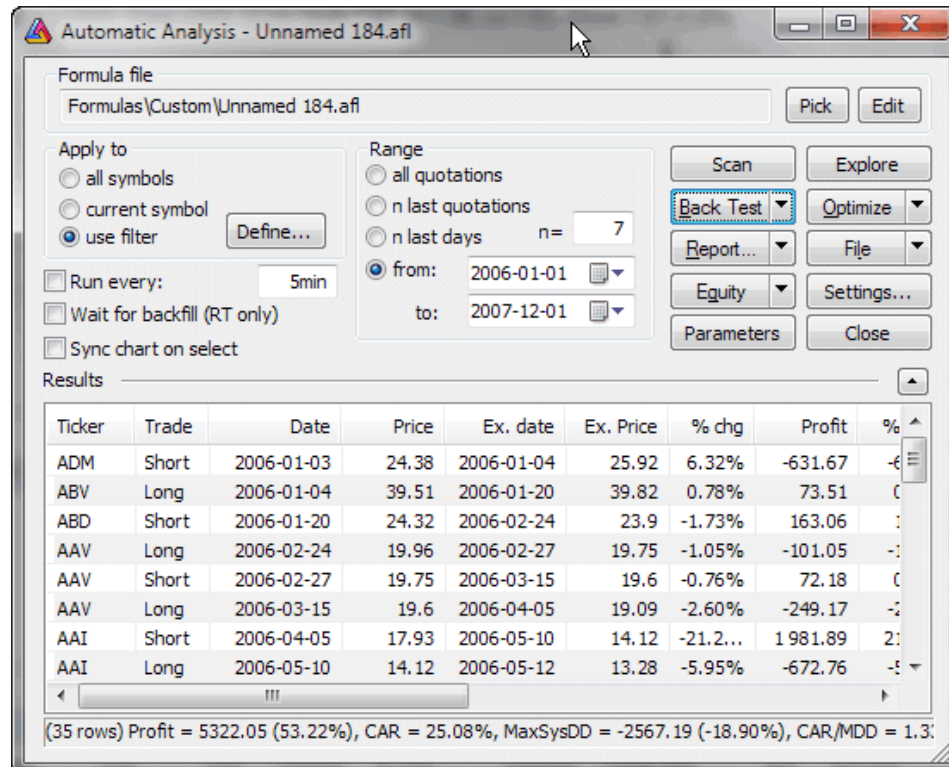 Automatic Analysis - Unnamed 184.afl
Formula file
Formulas\Custom\Unnamed 184.afl Pick Edit
Apply to
all symbols
current symbol
use filter Define...
Run every: 5min
Wait for backfill (RT only)
Sync chart on select
Range
all quotations
n last quotations
n last days n= 7
from: 2006-01-01
to: 2007-12-01
Scan Explore
Back Test Optimize
Report... File
Equity Settings...
Parameters Close
Results
Ticker Trade Date Price Ex. date Ex. Price % chg Profit %
ADM Short 2006-01-03 24.38 2006-01-04 25.92 6.32% -631.67
ABV Long 2006-01-04 39.51 2006-01-20 39.82 0.78% 73.51
ABD Short 2006-01-20 24.32 2006-02-24 23.9 -1.73% 163.06
AAV Long 2006-02-24 19.96 2006-02-27 19.75 -1.05% -101.05
AAV Short 2006-02-27 19.75 2006-03-15 19.6 -0.76% 72.18
AAV Long 2006-03-15 19.6 2006-04-05 19.09 -2.60% -249.17
AAI Short 2006-04-05 17.93 2006-05-10 14.12 -21.2... 1 981.89
AAI Long 2006-05-10 14.12 2006-05-12 13.28 -5.95% -672.76
(35 rows) Profit = 5322.05 (53.22%), CAR = 25.08%, MaxSysDD = -2567.19 (-18.90%), CAR/MDD = 1.3